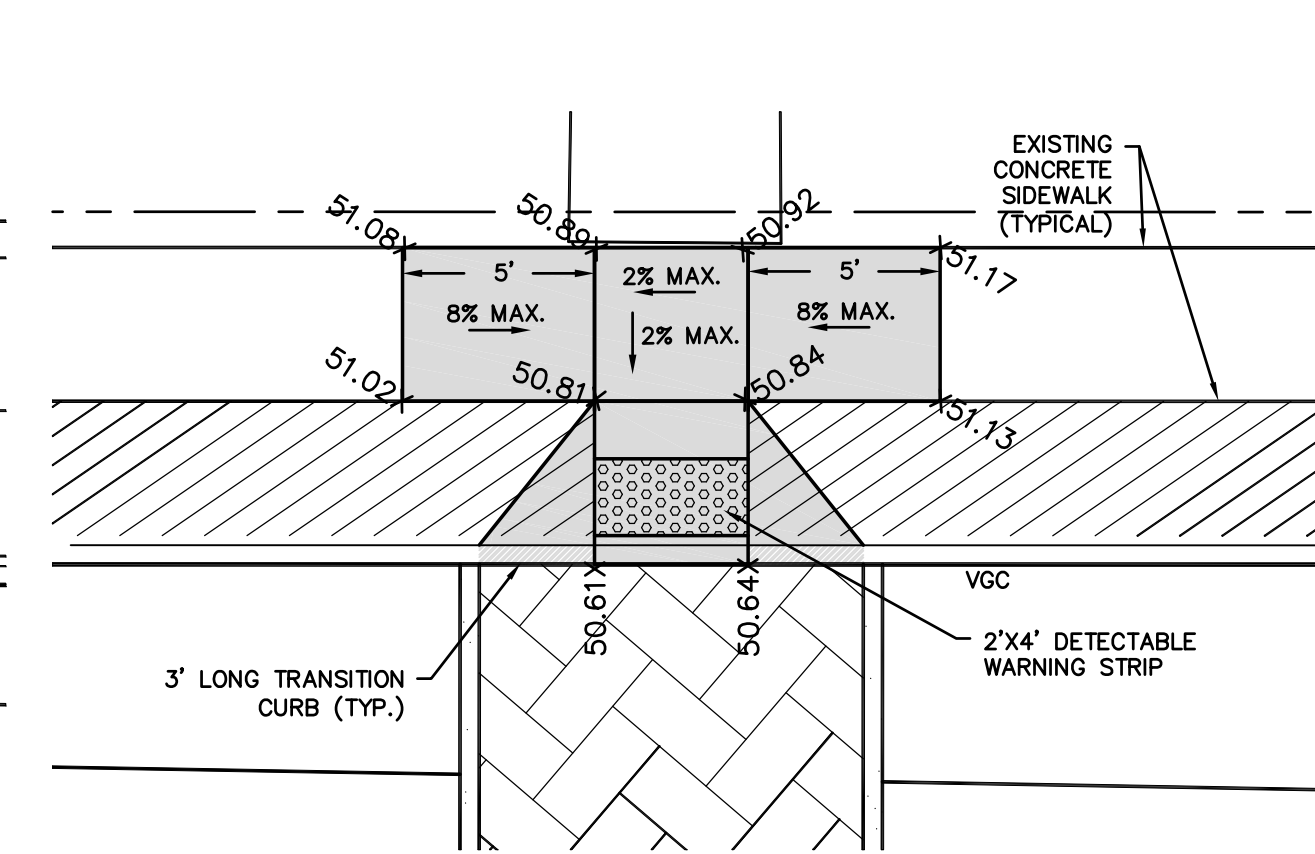 EXISTING
CONCRETE
SIDEWALK
(TYPICAL)
51.08
50.89
50.92
51.17
5'
2% MAX.
5'
8% MAX.
2% MAX.
8% MAX.
51.02
50.81
50.84
51.13
50.61
50.64
VGC
2'X4' DETECTABLE
WARNING STRIP
3' LONG TRANSITION
CURB (TYP.)